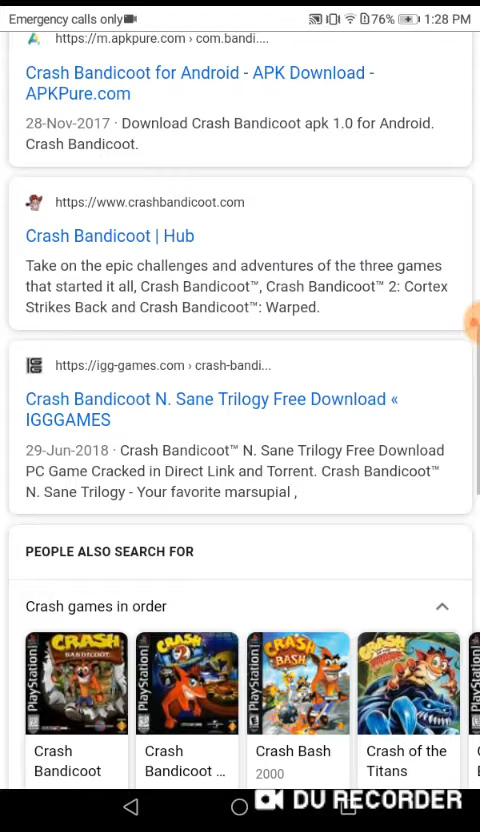 Emergency calls only 76% 1:28 PM
https://m.apkpure.com › com.bandi....
Crash Bandicoot for Android - APK Download -
APKPure.com
28-Nov-2017 · Download Crash Bandicoot apk 1.0 for Android.
Crash Bandicoot.
https://www.crashbandicoot.com
Crash Bandicoot | Hub
Take on the epic challenges and adventures of the three games
that started it all, Crash Bandicoot™, Crash Bandicoot™ 2: Cortex
Strikes Back and Crash Bandicoot™: Warped.
IGG https://igg-games.com › crash-bandi...
Crash Bandicoot N. Sane Trilogy Free Download «
IGGGAMES
29-Jun-2018 · Crash Bandicoot™ N. Sane Trilogy Free Download
PC Game Cracked in Direct Link and Torrent. Crash Bandicoot™
N. Sane Trilogy - Your favorite marsupial ,
PEOPLE ALSO SEARCH FOR
Crash games in order
PlayStation CRASH BANDICOOT
PlayStation CRASH 2
PlayStation CRASH BASH
CRASH
Crash
Bandicoot
Crash
Bandicoot ...
Crash Bash
2000
Crash of the
Titans
DU RECORDER